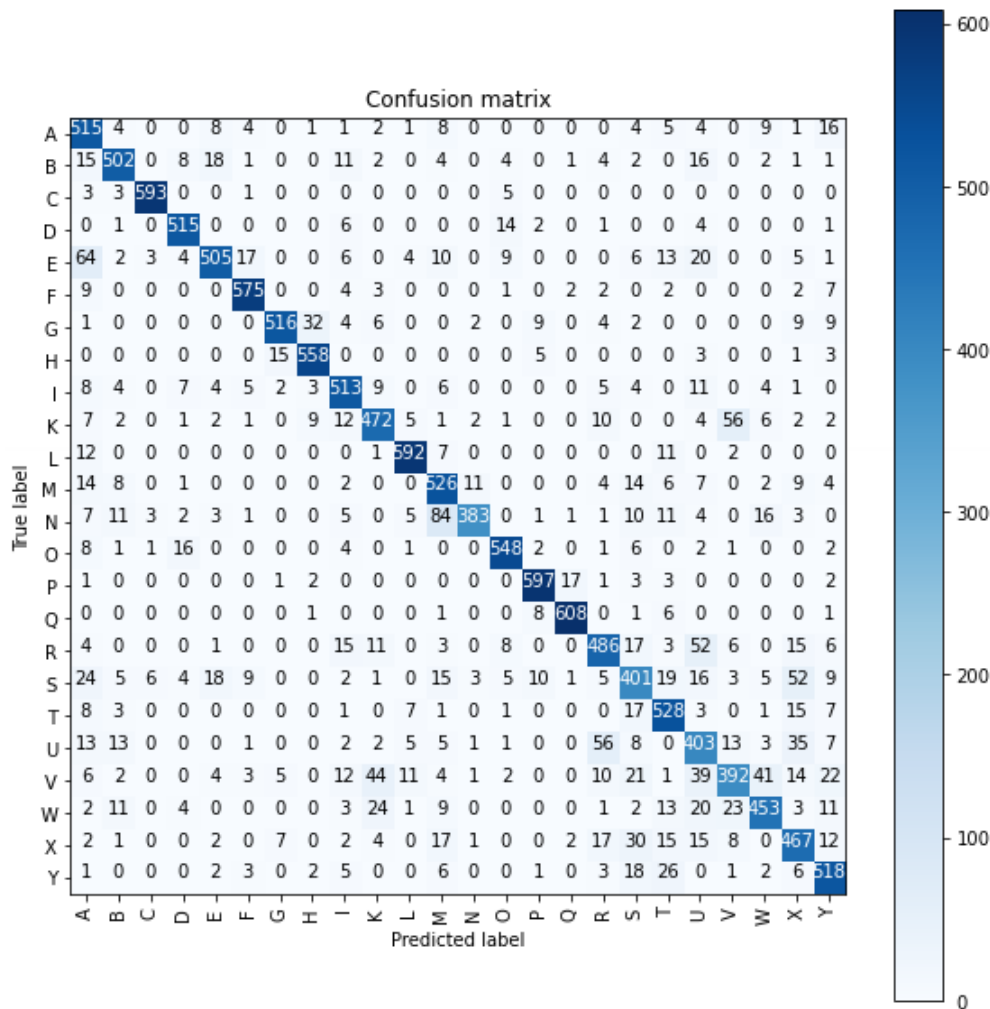 Confusion matrix
A 515 4 0 0 8 4 0 1 1 2 1 8 0 0 0 0 0 4 5 4 0 9 1 16
B 15 502 0 8 18 1 0 0 11 2 0 4 0 4 0 1 4 2 0 16 0 2 1 1
C 3 3 593 0 0 1 0 0 0 0 0 0 0 5 0 0 0 0 0 0 0 0 0 0
D 0 1 0 515 0 0 0 0 6 0 0 0 0 14 2 0 1 0 0 4 0 0 0 1
E 64 2 3 4 505 17 0 0 6 0 4 10 0 9 0 0 0 6 13 20 0 0 5 1
F 9 0 0 0 0 575 0 0 4 3 0 0 0 1 0 2 2 0 2 0 0 0 2 7
G 1 0 0 0 0 0 516 32 4 6 0 0 2 0 9 0 4 2 0 0 0 0 9 9
H 0 0 0 0 0 0 15 558 0 0 0 0 0 0 5 0 0 0 0 3 0 0 1 3
I 8 4 0 7 4 5 2 3 513 9 0 6 0 0 0 0 5 4 0 11 0 4 1 0
K 7 2 0 1 2 1 0 9 12 472 5 1 2 1 0 0 10 0 0 4 56 6 2 2
L 12 0 0 0 0 0 0 0 0 1 592 7 0 0 0 0 0 0 11 0 2 0 0 0
M 14 8 0 1 0 0 0 0 2 0 0 526 11 0 0 0 4 14 6 7 0 2 9 4
N 7 11 3 2 3 1 0 0 5 0 5 84 383 0 1 1 1 10 11 4 0 16 3 0
O 8 1 1 16 0 0 0 0 4 0 1 0 0 548 2 0 1 6 0 2 1 0 0 2
P 1 0 0 0 0 0 1 2 0 0 0 0 0 0 597 17 1 3 3 0 0 0 0 2
Q 0 0 0 0 0 0 0 1 0 0 0 1 0 0 8 608 0 1 6 0 0 0 0 1
R 4 0 0 0 1 0 0 0 15 11 0 3 0 8 0 0 486 17 3 52 6 0 15 6
S 24 5 6 4 18 9 0 0 2 1 0 15 3 5 10 1 5 401 19 16 3 5 52 9
T 8 3 0 0 0 0 0 0 1 0 7 1 0 1 0 0 0 17 528 3 0 1 15 7
U 13 13 0 0 0 1 0 0 2 2 5 5 1 1 0 0 56 8 0 403 13 3 35 7
V 6 2 0 0 4 3 5 0 12 44 11 4 1 2 0 0 10 21 1 39 392 41 14 22
W 2 11 0 4 0 0 0 0 3 24 1 9 0 0 0 0 1 2 13 20 23 453 3 11
X 2 1 0 0 2 0 7 0 2 4 0 17 1 0 0 2 17 30 15 15 8 0 467 12
Y 1 0 0 0 2 3 0 2 5 0 0 6 0 0 1 0 3 18 26 0 1 2 6 518
A B C D E F G H I K L M N O P Q R S T U V W X Y
True label
Predicted label
600
500
400
300
200
100
0